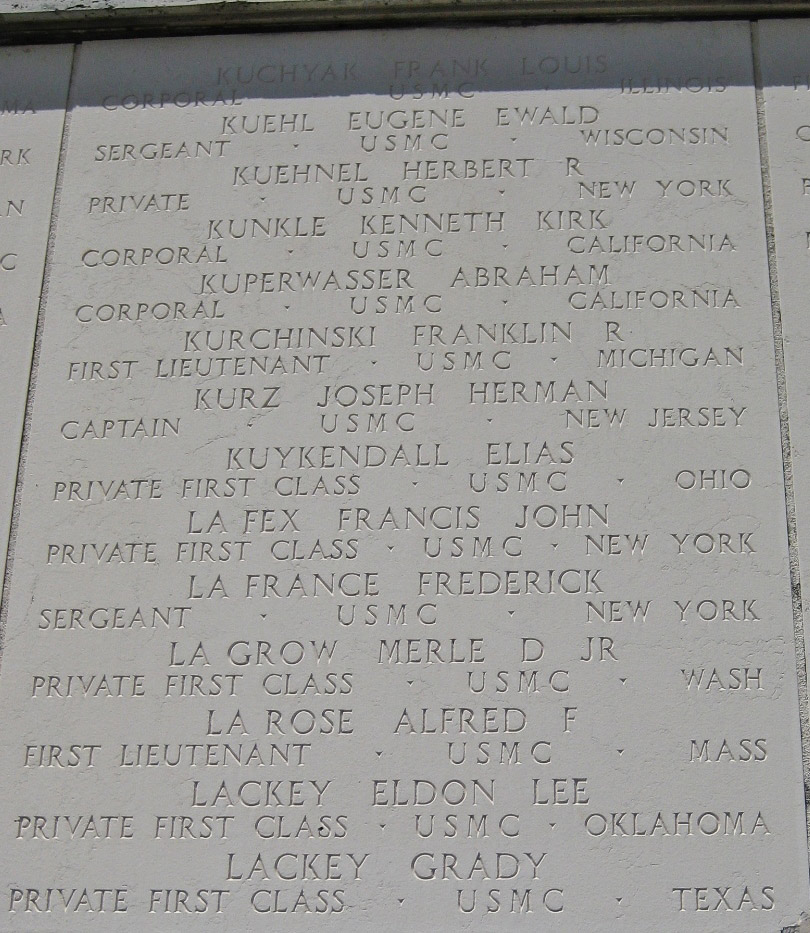 KUCHYAK FRANK LOUIS
CORPORAL USMC ILLINOIS
KUEHL EUGENE EWALD
SERGEANT · USMC · WISCONSIN
KUEHNEL HERBERT R
PRIVATE · USMC · NEW YORK
KUNKLE KENNETH KIRK
CORPORAL · USMC · CALIFORNIA
KUPERWASSER ABRAHAM
CORPORAL · USMC · CALIFORNIA
KURCHINSKI FRANKLIN R
FIRST LIEUTENANT · USMC · MICHIGAN
KURZ JOSEPH HERMAN
CAPTAIN · USMC · NEW JERSEY
KUYKENDALL ELIAS
PRIVATE FIRST CLASS · USMC · OHIO
LA FEX FRANCIS JOHN
PRIVATE FIRST CLASS · USMC · NEW YORK
LA FRANCE FREDERICK
SERGEANT · USMC · NEW YORK
LA GROW MERLE D JR
PRIVATE FIRST CLASS · USMC · WASH
LA ROSE ALFRED F
FIRST LIEUTENANT · USMC · MASS
LACKEY ELDON LEE
PRIVATE FIRST CLASS · USMC · OKLAHOMA
LACKEY GRADY
PRIVATE FIRST CLASS · USMC · TEXAS